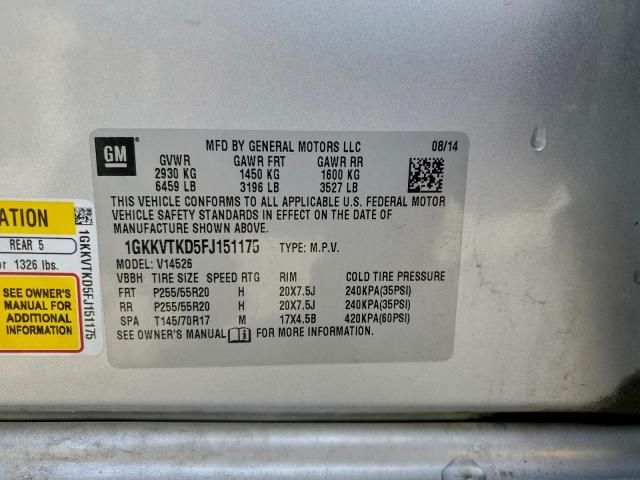 GM
MFD BY GENERAL MOTORS LLC 08/14
GVWR GAWR FRT GAWR RR
2930 KG 1450 KG 1600 KG
6459 LB 3196 LB 3527 LB
THIS VEHICLE CONFORMS TO ALL APPLICABLE U.S. FEDERAL MOTOR
VEHICLE SAFETY STANDARDS IN EFFECT ON THE DATE OF
MANUFACTURE SHOWN ABOVE.
1GKKVTKD5FJ151175 TYPE: M.P.V.
MODEL: V14526
VBBH TIRE SIZE SPEED RTG RIM COLD TIRE PRESSURE
FRT P255/55R20 H 20X7.5J 240KPA(35PSI)
RR P255/55R20 H 20X7.5J 240KPA(35PSI)
SPA T145/70R17 M 17X4.5B 420KPA(60PSI)
SEE OWNER'S MANUAL FOR MORE INFORMATION
ATION
REAR 5
or 1326 lbs.
SEE OWNER'S
MANUAL FOR
ADDITIONAL
INFORMATION
1GKKVTKD5FJ151175